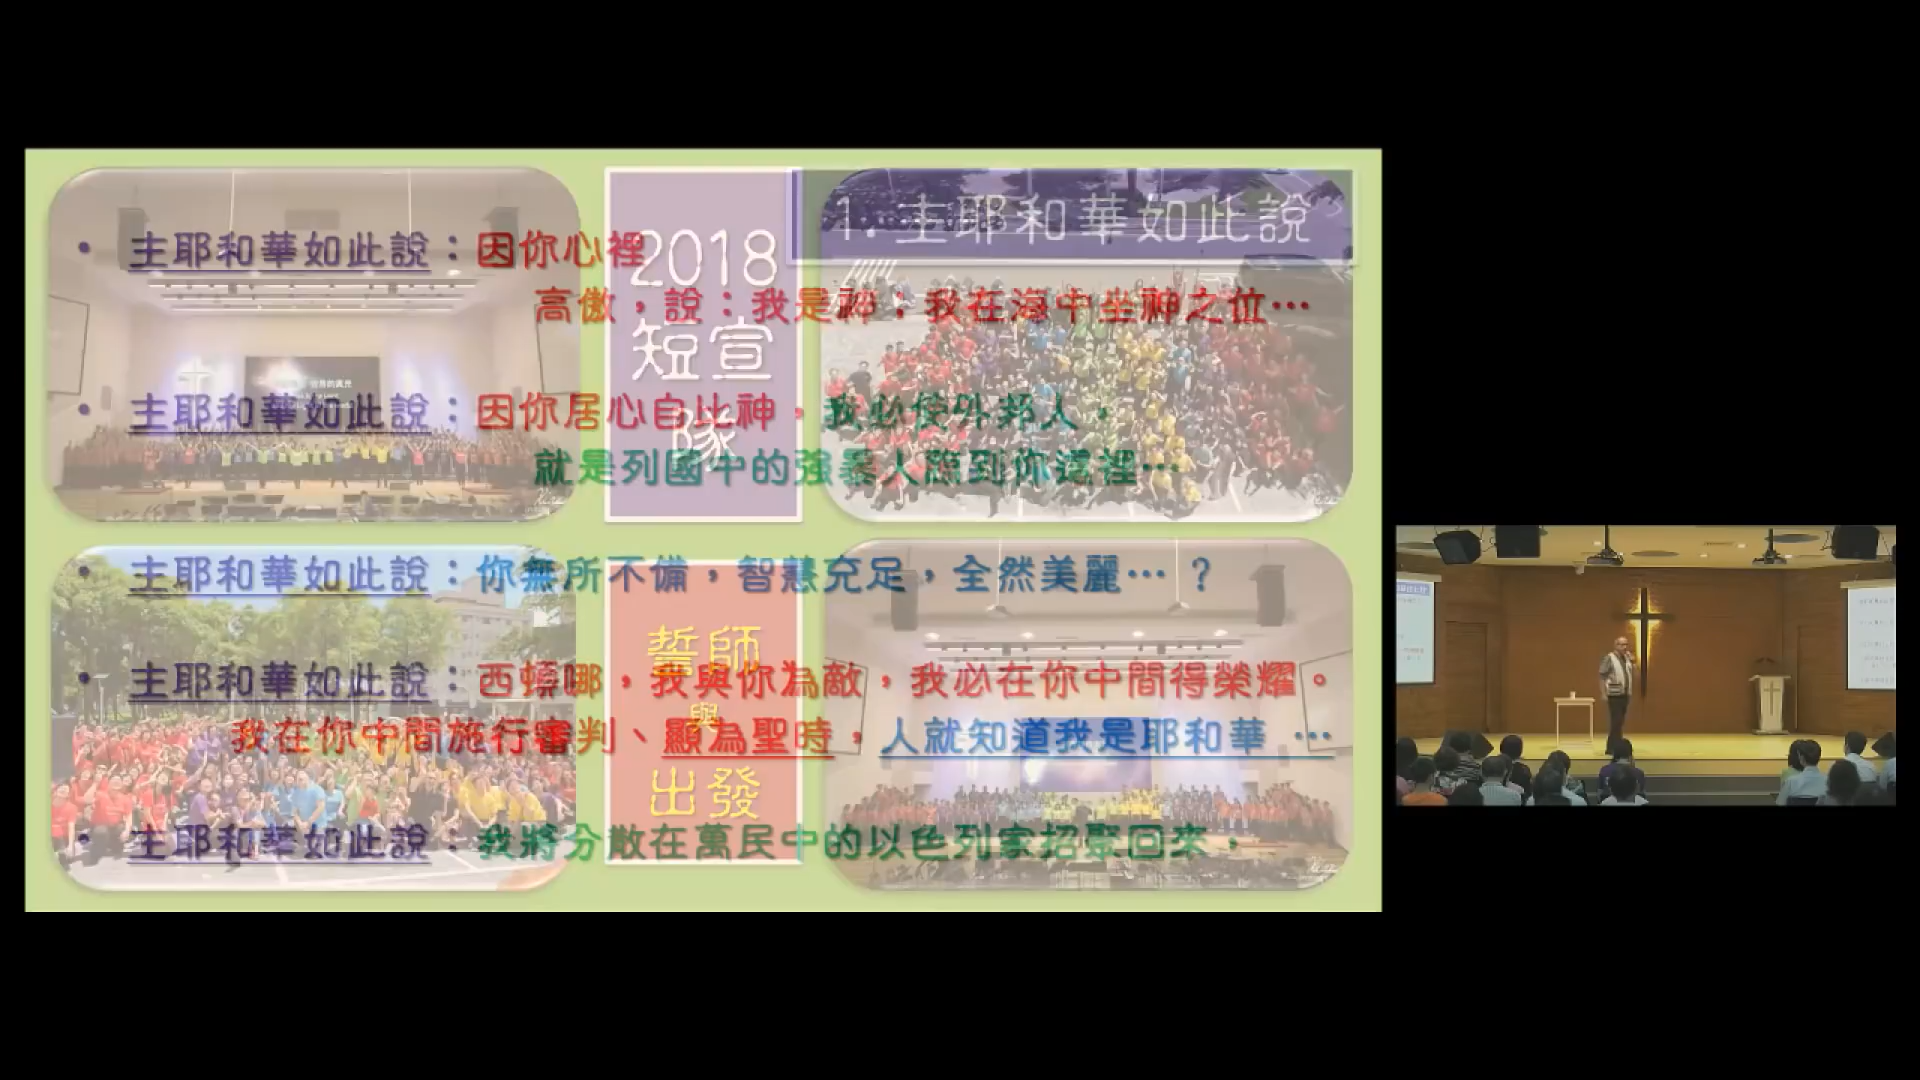 1. 主耶和華如此說
• 主耶和華如此說：因你心裡
高傲，說：我是神；我在海中坐神之位…
• 主耶和華如此說：因你居心自比神，我必使外邦人，
就是列國中的強暴人臨到你這裡…
• 主耶和華如此說：你無所不備，智慧充足，全然美麗…？
• 主耶和華如此說：西頓哪，我與你為敵，我必在你中間得榮耀。
我在你中間施行審判、顯為聖時，人就知道我是耶和華 …
• 主耶和華如此說：我將分散在萬民中的以色列家招聚回來，
2018
短宣
隊
誓師
與
出發